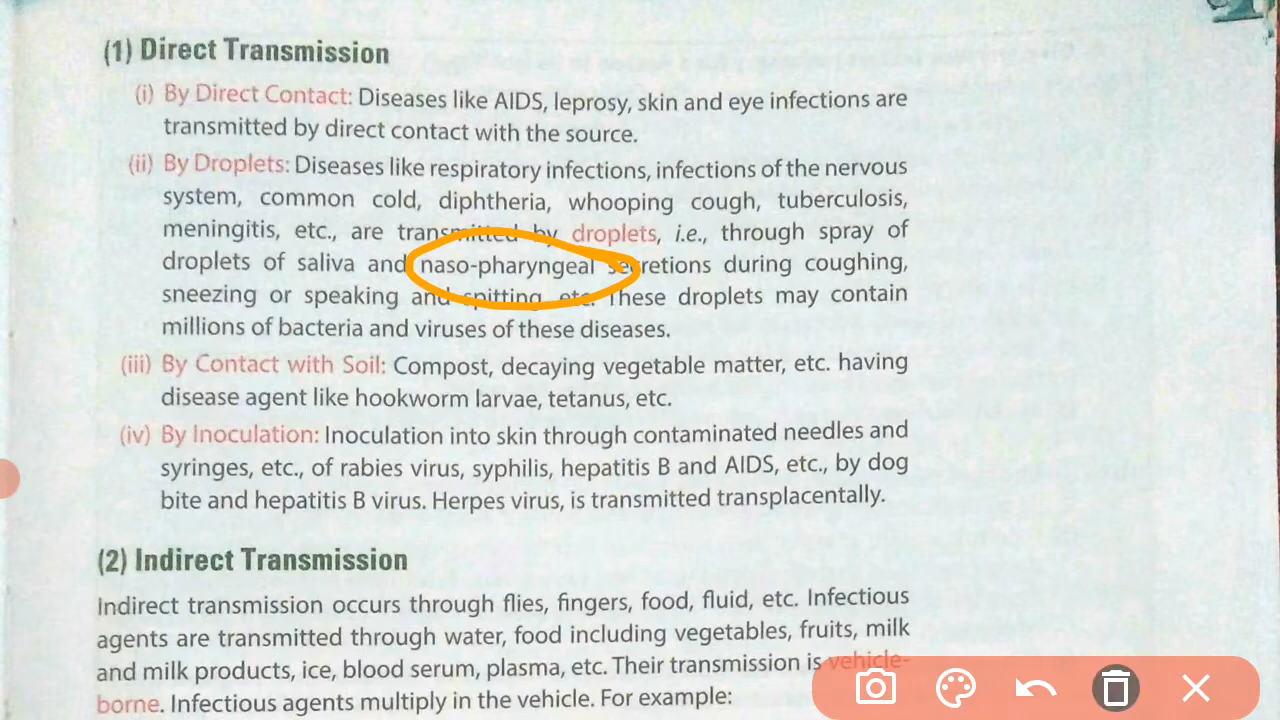 (1) Direct Transmission
(i) By Direct Contact: Diseases like AIDS, leprosy, skin and eye infections are
transmitted by direct contact with the source.
(ii) By Droplets: Diseases like respiratory infections, infections of the nervous
system, common cold, diphtheria, whooping cough, tuberculosis,
meningitis, etc., are transmitted by droplets, i.e., through spray of
droplets of saliva and naso-pharyngeal secretions during coughing,
sneezing or speaking and spitting, etc. These droplets may contain
millions of bacteria and viruses of these diseases.
(iii) By Contact with Soil: Compost, decaying vegetable matter, etc. having
disease agent like hookworm larvae, tetanus, etc.
(iv) By Inoculation: Inoculation into skin through contaminated needles and
syringes, etc., of rabies virus, syphilis, hepatitis B and AIDS, etc., by dog
bite and hepatitis B virus. Herpes virus, is transmitted transplacentally.
(2) Indirect Transmission
Indirect transmission occurs through flies, fingers, food, fluid, etc. Infectious
agents are transmitted through water, food including vegetables, fruits, milk
and milk products, ice, blood serum, plasma, etc. Their transmission is vehicle-
borne. Infectious agents multiply in the vehicle. For example: